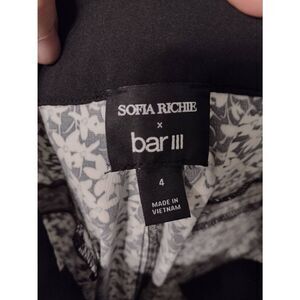 SOFIA RICHIE
x
bar III
4
MADE IN
VIETNAM